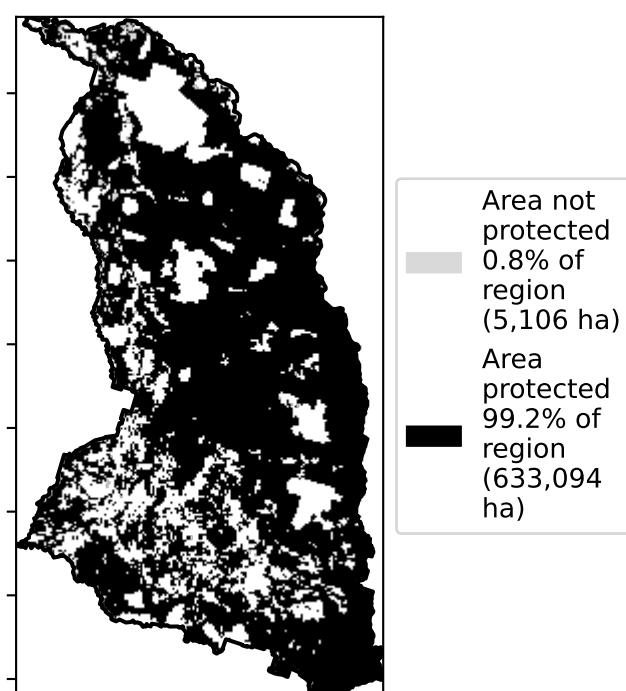 Area not
protected
0.8% of
region
(5,106 ha)
Area
protected
99.2% of
region
(633,094
ha)